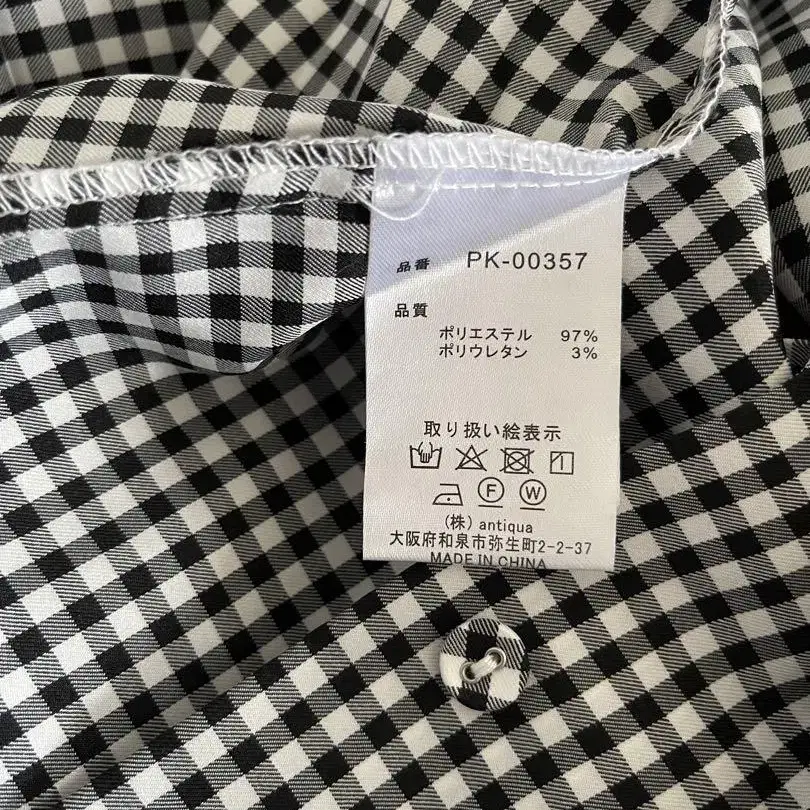 品番 PK-00357
品質
ポリエステル 97%
ポリウレタン 3%
取り扱い絵表示
F W
(株) antiqua
大阪府和泉市弥生町2-2-37
MADE IN CHINA